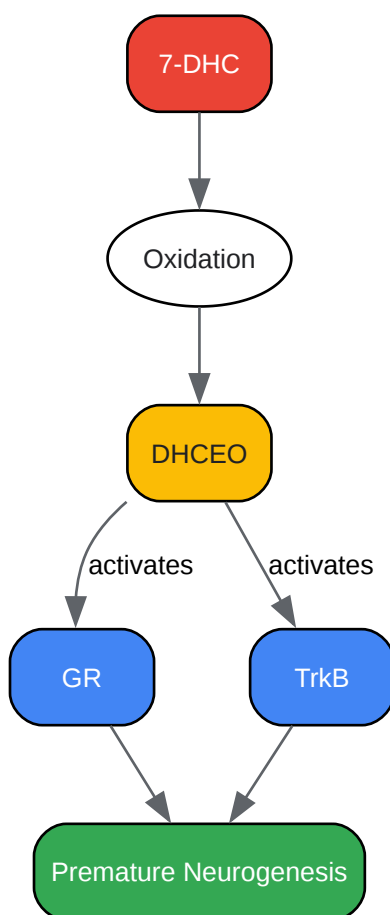 7-DHC
Oxidation
DHCEO
activates
activates
GR
TrkB
Premature Neurogenesis